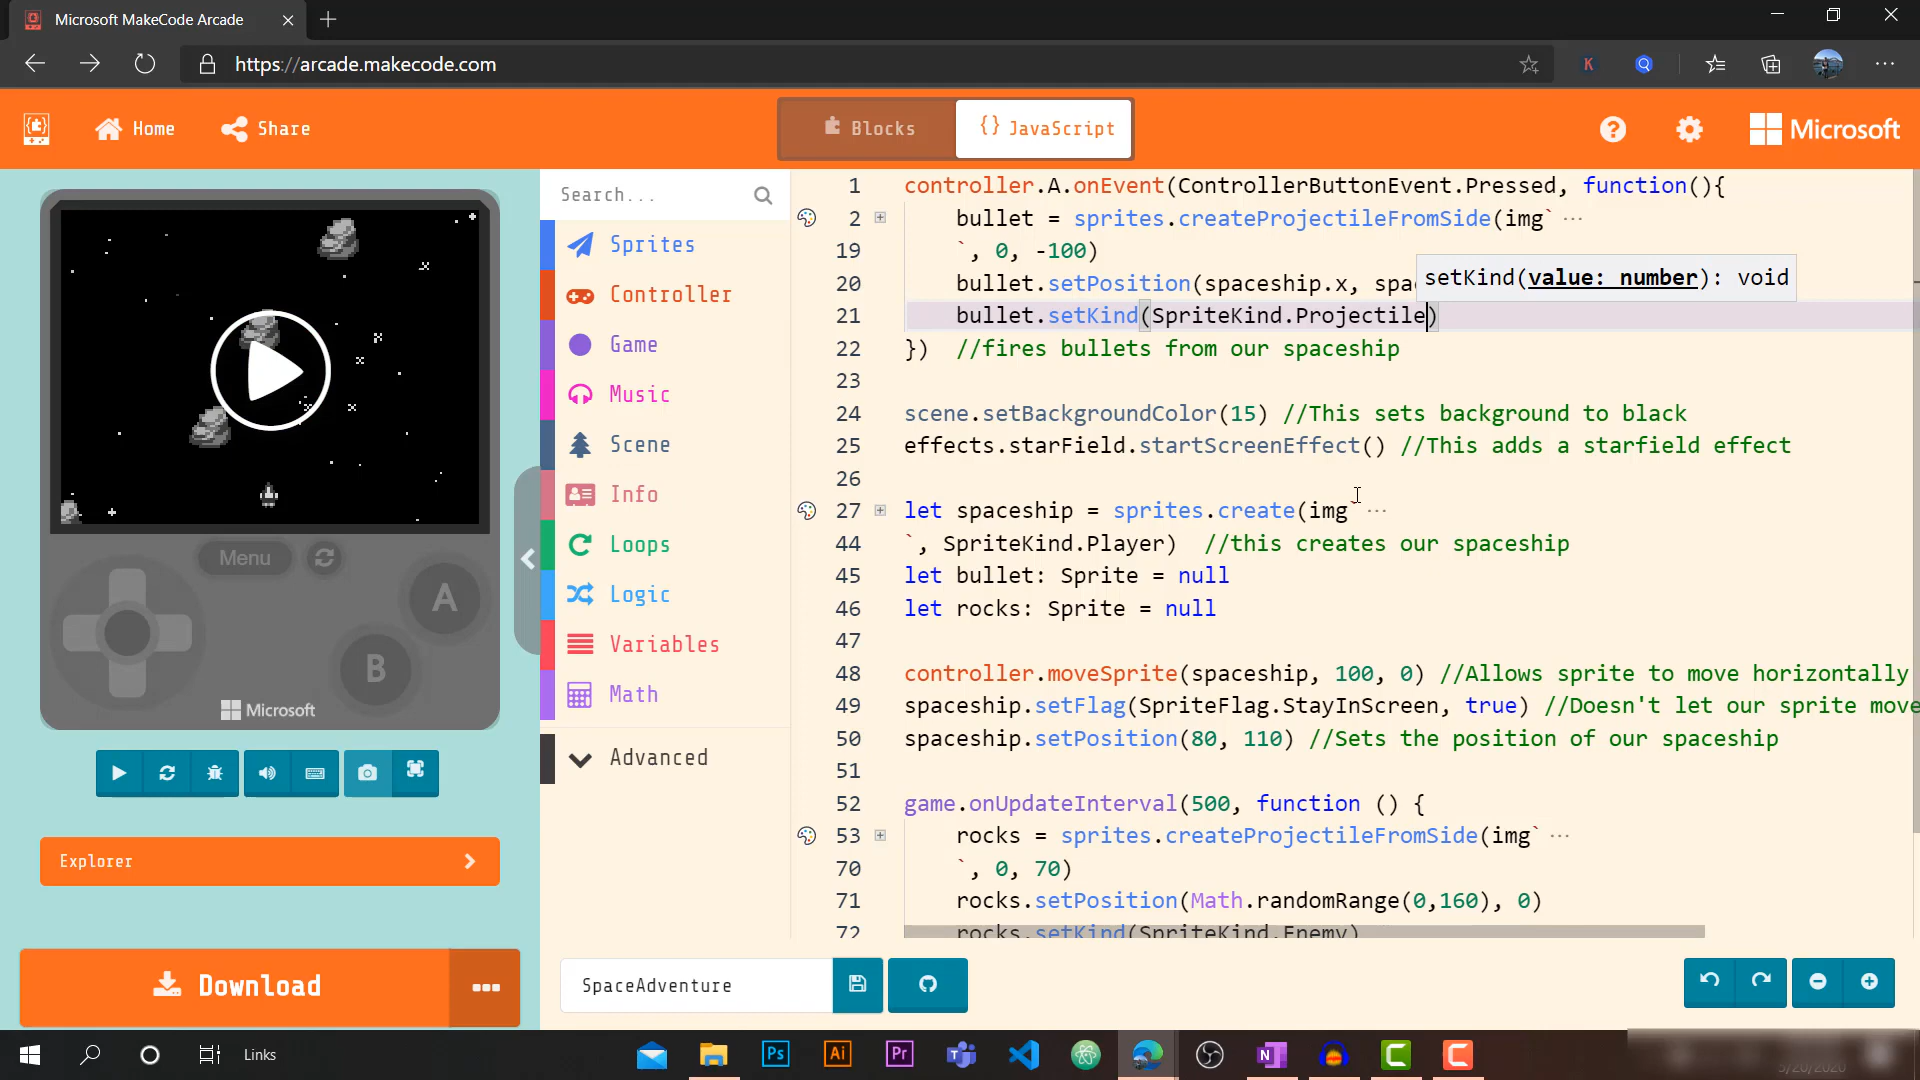 Microsoft MakeCode Arcade
https://arcade.makecode.com
K
Home
Share
Blocks
{} JavaScript
Microsoft
Menu
A
B
Microsoft
Explorer
Download
Search...
Sprites
Controller
Game
Music
Scene
Info
Loops
Logic
Variables
Math
Advanced
1 controller.A.onEvent(ControllerButtonEvent.Pressed, function(){
2 bullet = sprites.createProjectileFromSide(img` ...
19 `, 0, -100)
20 bullet.setPosition(spaceship.x, spa
setKind(value: number): void
21 bullet.setKind(SpriteKind.Projectile)
22 }) //fires bullets from our spaceship
23
24 scene.setBackgroundColor(15) //This sets background to black
25 effects.starField.startScreenEffect() //This adds a starfield effect
26
27 let spaceship = sprites.create(img` ...
44 `, SpriteKind.Player) //this creates our spaceship
45 let bullet: Sprite = null
46 let rocks: Sprite = null
47
48 controller.moveSprite(spaceship, 100, 0) //Allows sprite to move horizontally
49 spaceship.setFlag(SpriteFlag.StayInScreen, true) //Doesn't let our sprite move
50 spaceship.setPosition(80, 110) //Sets the position of our spaceship
51
52 game.onUpdateInterval(500, function () {
53 rocks = sprites.createProjectileFromSide(img` ...
70 `, 0, 70)
71 rocks.setPosition(Math.randomRange(0,160), 0)
72 rocks.setKind(SpriteKind.Enemy)
SpaceAdventure
Links
Ps
Ai
Pr